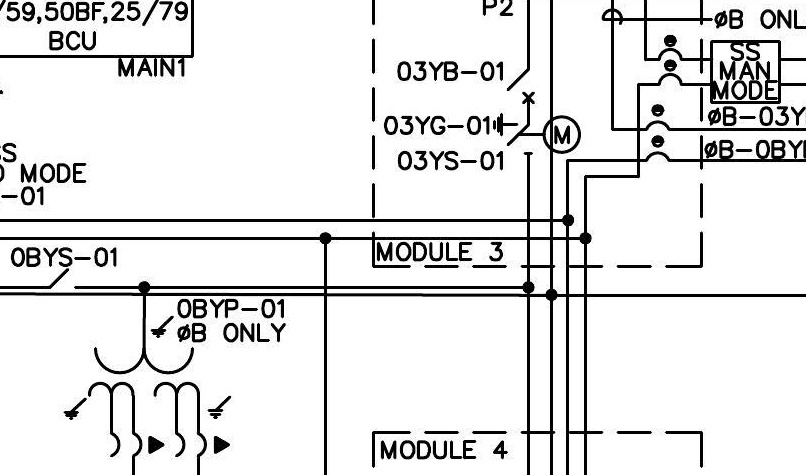 /59,50BF,25/79
BCU
MAIN1
P2
03YB-01
03YG-01
03YS-01
M
øB ONL
SS
MAN
MODE
øB-03Y
øB-0BY
SS
MODE
-01
0BYS-01
MODULE 3
0BYP-01
øB ONLY
MODULE 4